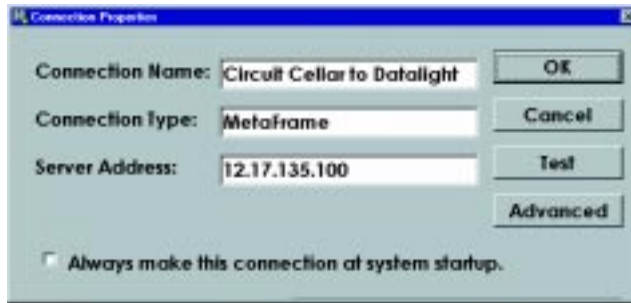 Connection Properties
Connection Name: Circuit Cellar to Datalight OK
Connection Type: MetaFrame Cancel
Server Address: 12.17.135.100 Test
Advanced
Always make this connection at system startup.